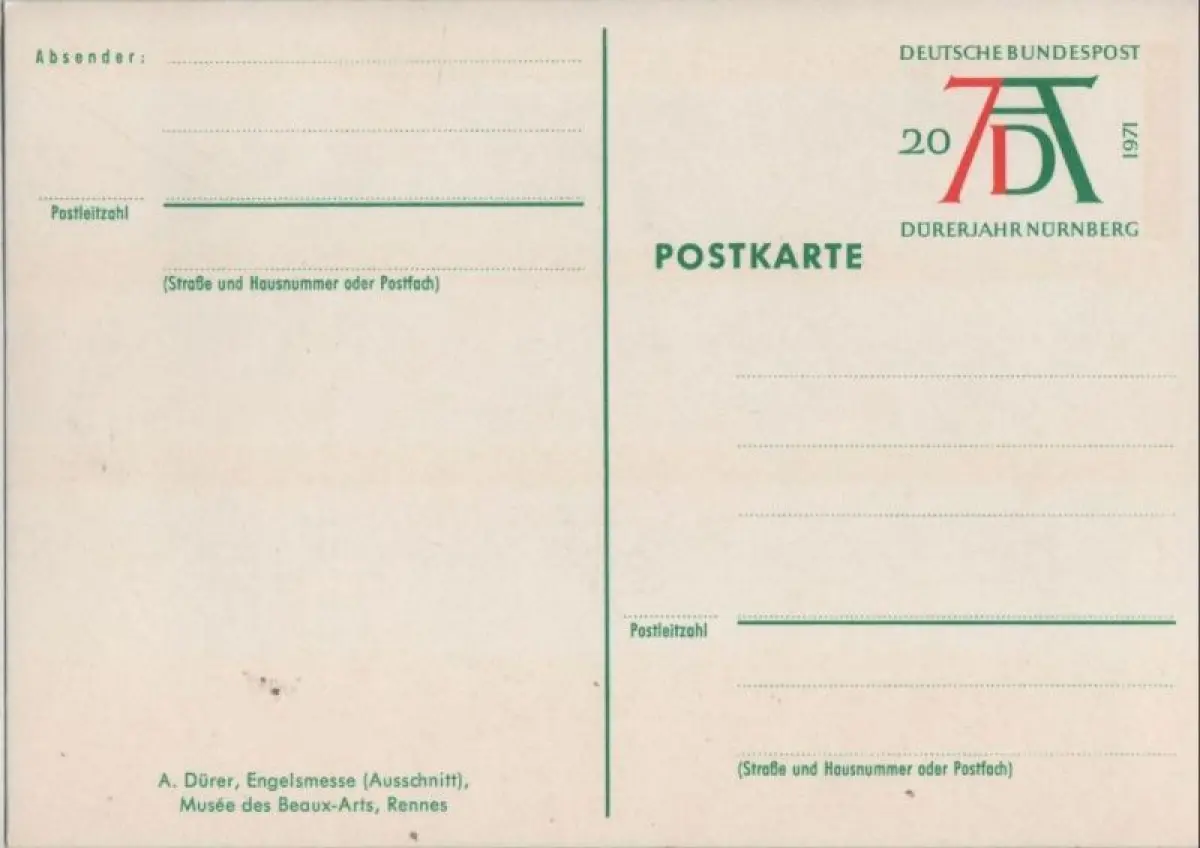 Absender:
Postleitzahl
(Straße und Hausnummer oder Postfach)
A. Dürer, Engelsmesse (Ausschnitt),
Musée des Beaux-Arts, Rennes
DEUTSCHE BUNDESPOST
20
AD
1971
DÜRERJAHR NÜRNBERG
POSTKARTE
Postleitzahl
(Straße und Hausnummer oder Postfach)